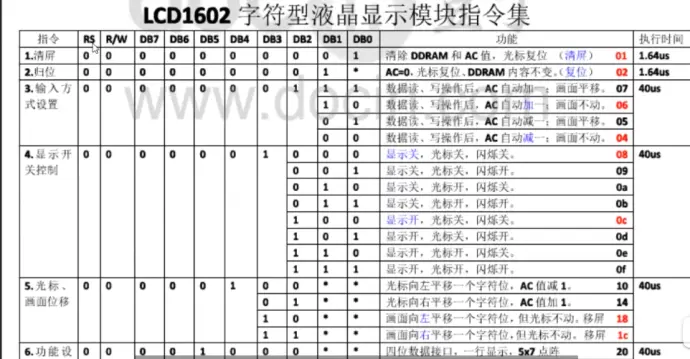 LCD1602 字符型液晶显示模块指令集
指令 RS R/W DB7 DB6 DB5 DB4 DB3 DB2 DB1 DB0 功能 执行时间
1.清屏 0 0 0 0 0 0 0 0 0 1 清除 DDRAM 和 AC 值，光标复位（清屏） 01 1.64us
2.归位 0 0 0 0 0 0 0 0 1 * AC=0，光标复位、DDRAM 内容不变。（复位） 02 1.64us
3.输入方式设置 0 0 0 0 0 0 0 1 1 1 数据读、写操作后，AC 自动加一；画面平移。 07 40us
1 0 数据读、写操作后，AC 自动加一；画面不动。 06
0 1 数据读、写操作后，AC 自动减一；画面平移。 05
0 0 数据读、写操作后，AC 自动减一；画面不动。 04
4.显示开关控制 0 0 0 0 0 0 1 0 0 0 显示关，光标关，闪烁关。 08 40us
0 0 1 显示关，光标关，闪烁开。 09
0 1 0 显示关，光标开，闪烁关。 0a
0 1 1 显示关，光标开，闪烁开。 0b
1 0 0 显示开，光标关，闪烁关。 0c
1 0 1 显示开，光标关，闪烁开。 0d
1 1 0 显示开，光标开，闪烁关。 0e
1 1 1 显示开，光标开，闪烁开。 0f
5.光标、画面位移 0 0 0 0 0 1 0 0 * * 光标向左平移一个字符位，AC 值减 1。 10 40us
0 1 * * 光标向右平移一个字符位，AC 值加 1。 14
1 0 * * 画面向左平移一个字符位，但光标不动。移屏 18
1 1 * * 画面向右平移一个字符位，但光标不动。移屏 1c
6.功能设 0 0 0 0 1 0 0 0 * * 四位数据接口，一行显示，5x7 点阵 20 40us